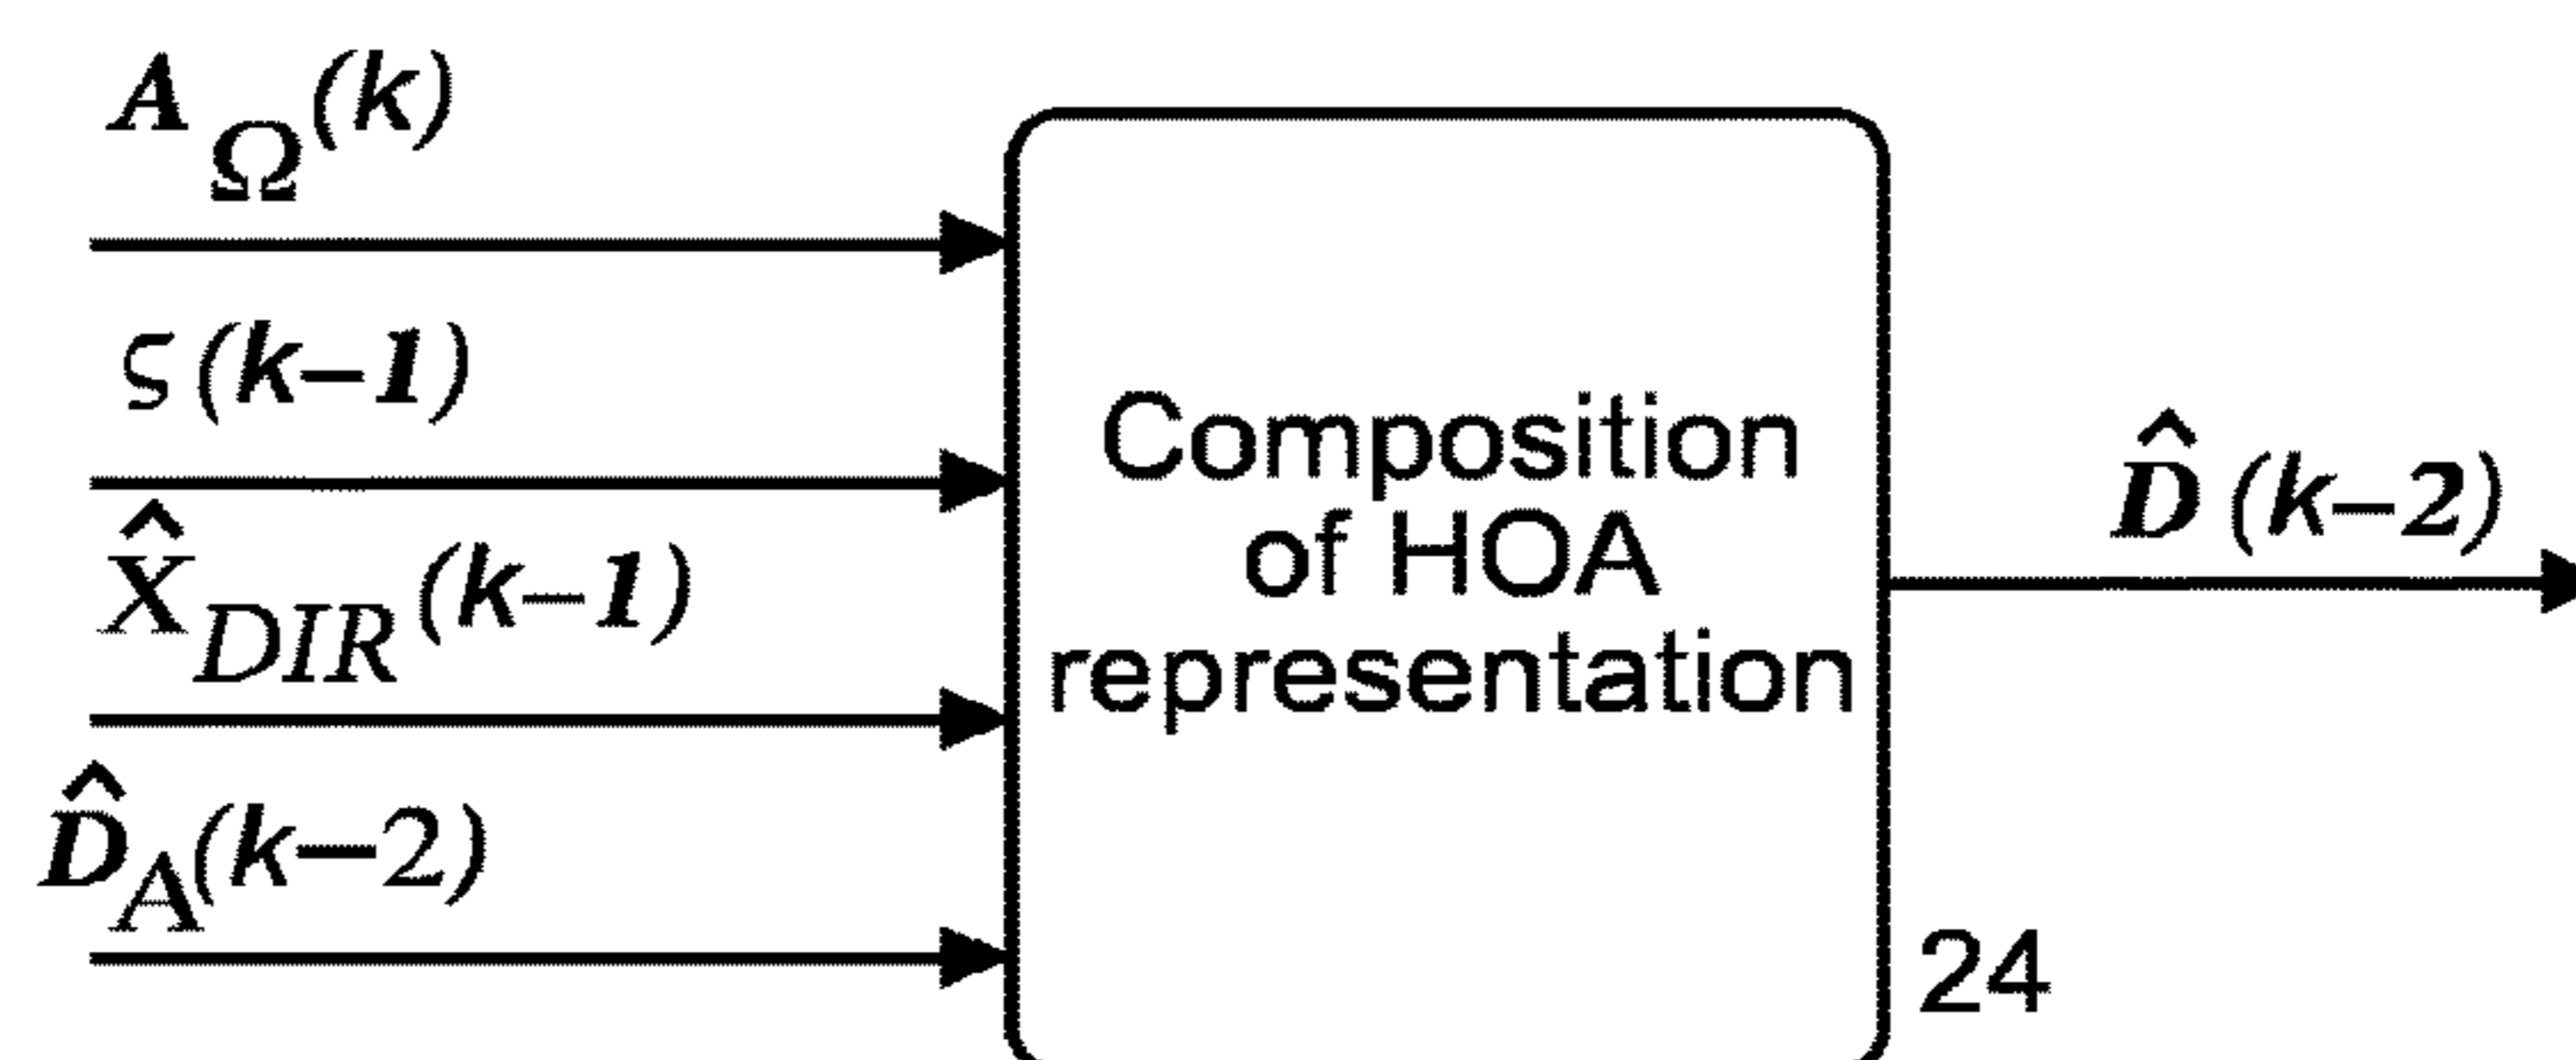 A_Ω(k)
ς(k–1)
X̂_DIR(k–1)
D̂_A(k–2)
Composition
of HOA
representation
D̂(k–2)
24